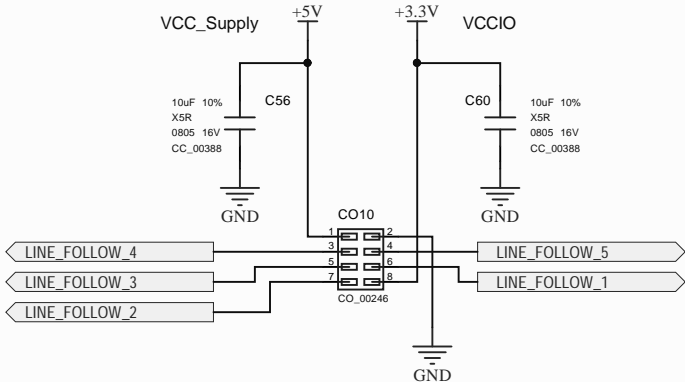 VCC_Supply +5V +3.3V VCCIO
10uF 10% C56
X5R
0805 16V
CC_00388
GND
C60 10uF 10%
X5R
0805 16V
CC_00388
GND
CO10
1 2
3 4
5 6
7 8
CO_00246
LINE_FOLLOW_4
LINE_FOLLOW_3
LINE_FOLLOW_2
LINE_FOLLOW_5
LINE_FOLLOW_1
GND